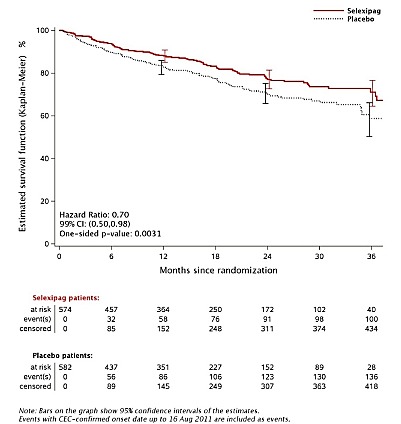 Selexipag
Placebo
Estimated survival function (Kaplan-Meier) %
100
80
60
40
20
0
Hazard Ratio: 0.70
99% CI: (0.50,0.98)
One-sided p-value: 0.0031
0 6 12 18 24 30 36
Months since randomization
Selexipag patients:
at risk 574 457 364 250 172 102 40
event(s) 0 32 58 76 91 98 100
censored 0 85 152 248 311 374 434
Placebo patients:
at risk 582 437 351 227 152 89 28
event(s) 0 56 86 106 123 130 136
censored 0 89 145 249 307 363 418
Note: Bars on the graph show 95% confidence intervals of the estimates.
Events with CEC-confirmed onset date up to 16 Aug 2011 are included as events.